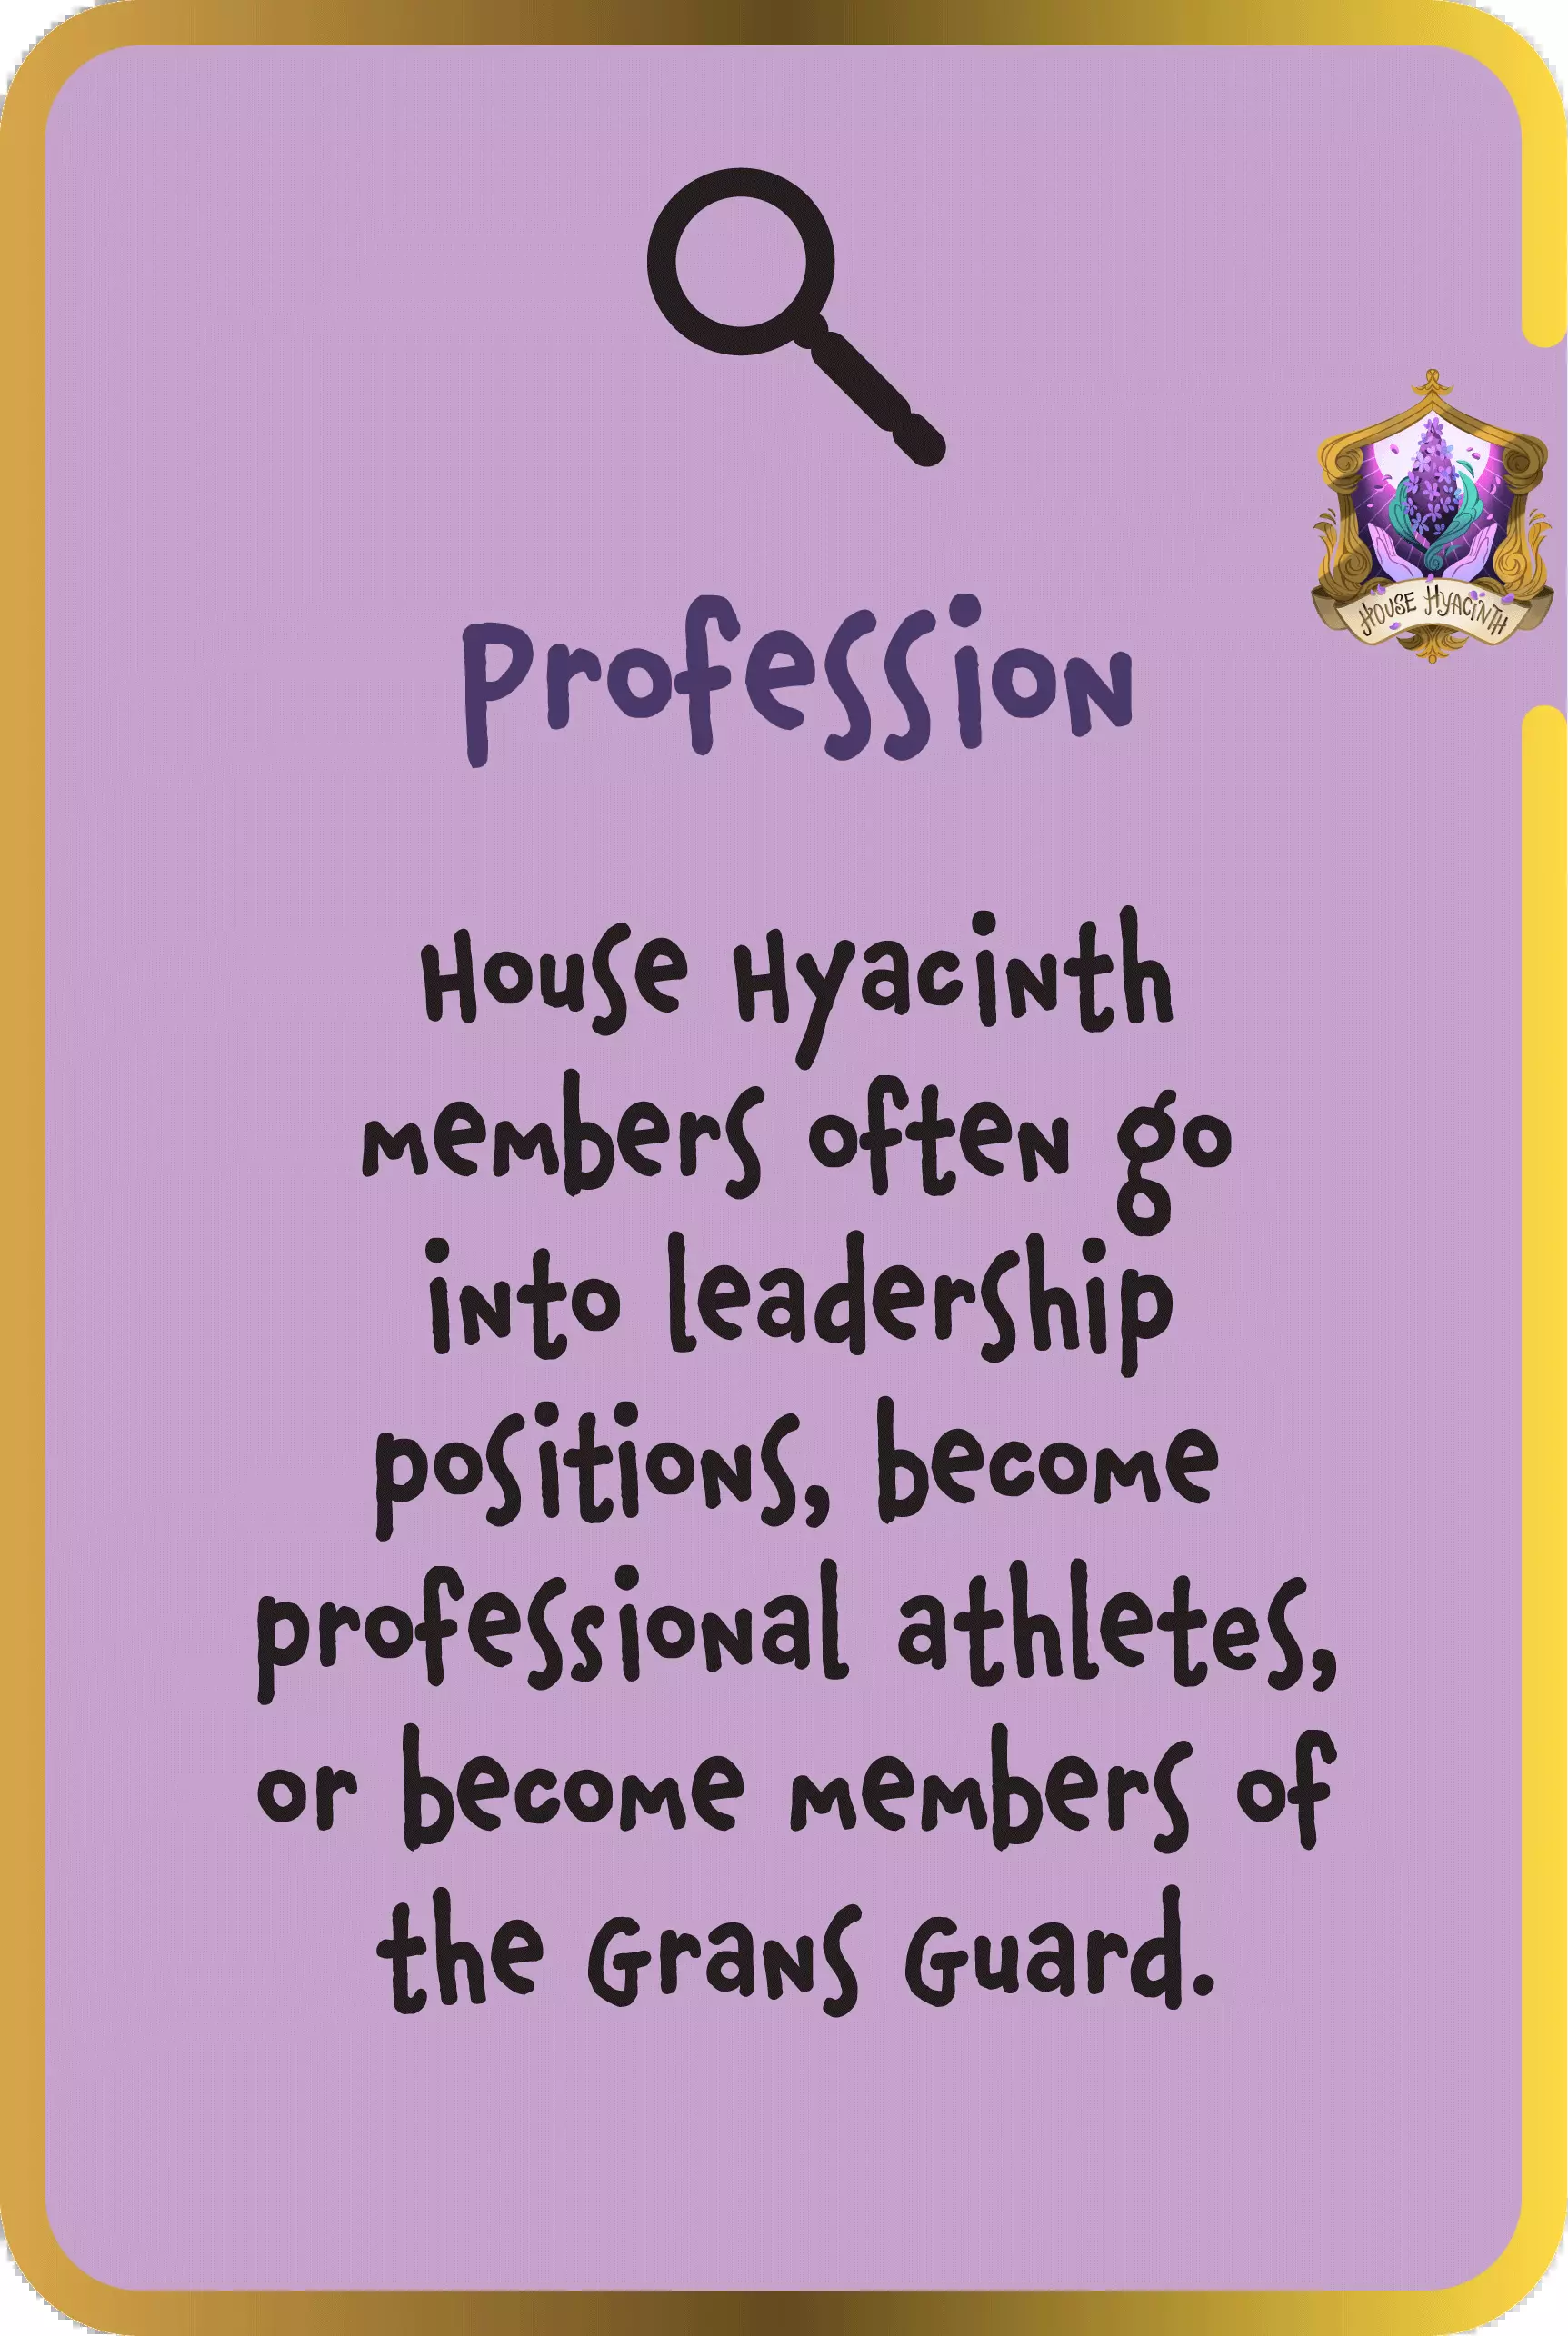 HOUSE HYACINTH
Profession
House Hyacinth
members often go
into leadership
positions, become
professional athletes,
or become members of
the Grans Guard.